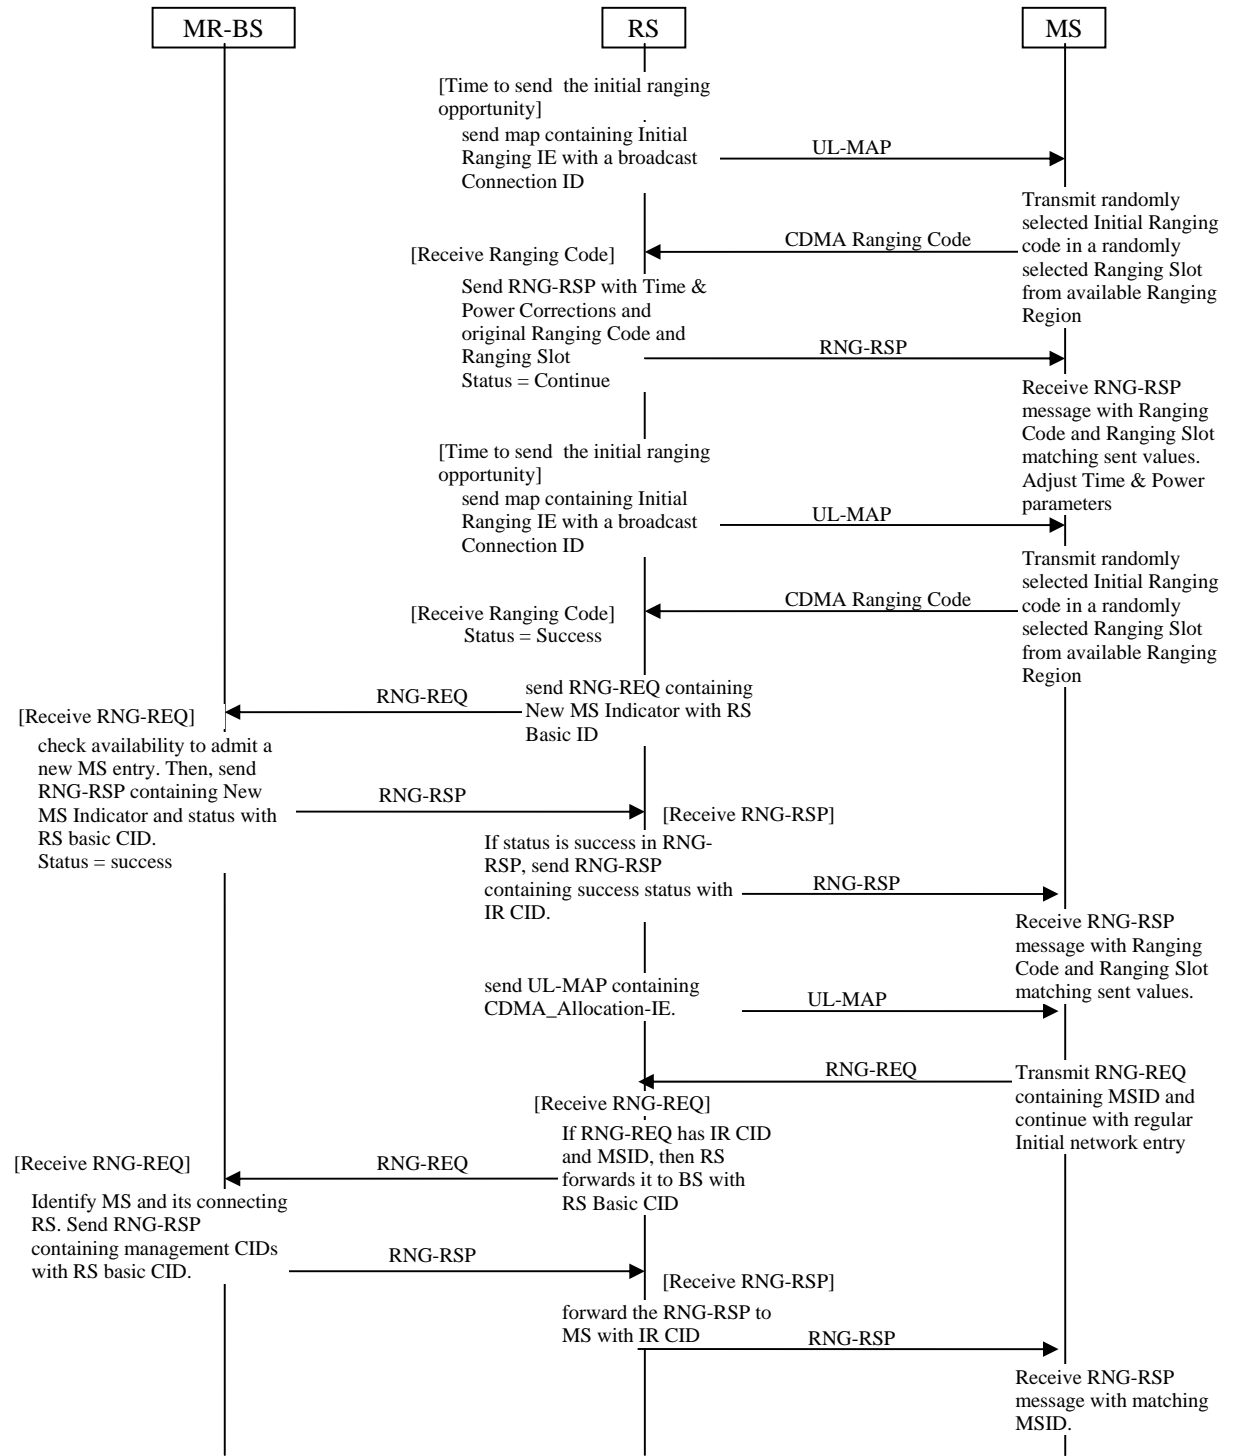 MR-BS
RS
MS
[Time to send  the initial ranging
opportunity]
send map containing Initial
Ranging IE with a broadcast
Connection ID
UL-MAP
Transmit randomly
selected Initial Ranging
code in a randomly
selected Ranging Slot
from available Ranging
Region
CDMA Ranging Code
[Receive Ranging Code]
Send RNG-RSP with Time &
Power Corrections and
original Ranging Code and
Ranging Slot
Status = Continue
RNG-RSP
Receive RNG-RSP
message with Ranging
Code and Ranging Slot
matching sent values.
Adjust Time & Power
parameters
[Time to send  the initial ranging
opportunity]
send map containing Initial
Ranging IE with a broadcast
Connection ID
UL-MAP
Transmit randomly
selected Initial Ranging
code in a randomly
selected Ranging Slot
from available Ranging
Region
CDMA Ranging Code
[Receive Ranging Code]
Status = Success
send RNG-REQ containing
New MS Indicator with RS
Basic ID
RNG-REQ
[Receive RNG-REQ]
check availability to admit a
new MS entry. Then, send
RNG-RSP containing New
MS Indicator and status with
RS basic CID.
Status = success
RNG-RSP
[Receive RNG-RSP]
If status is success in RNG-
RSP, send RNG-RSP
containing success status with
IR CID.
RNG-RSP
Receive RNG-RSP
message with Ranging
Code and Ranging Slot
matching sent values.
send UL-MAP containing
CDMA_Allocation-IE.
UL-MAP
Transmit RNG-REQ
containing MSID and
continue with regular
Initial network entry
RNG-REQ
[Receive RNG-REQ]
If RNG-REQ has IR CID
and MSID, then RS
forwards it to BS with
RS Basic CID
RNG-REQ
[Receive RNG-REQ]
Identify MS and its connecting
RS. Send RNG-RSP
containing management CIDs
with RS basic CID.
RNG-RSP
[Receive RNG-RSP]
forward the RNG-RSP to
MS with IR CID
RNG-RSP
Receive RNG-RSP
message with matching
MSID.